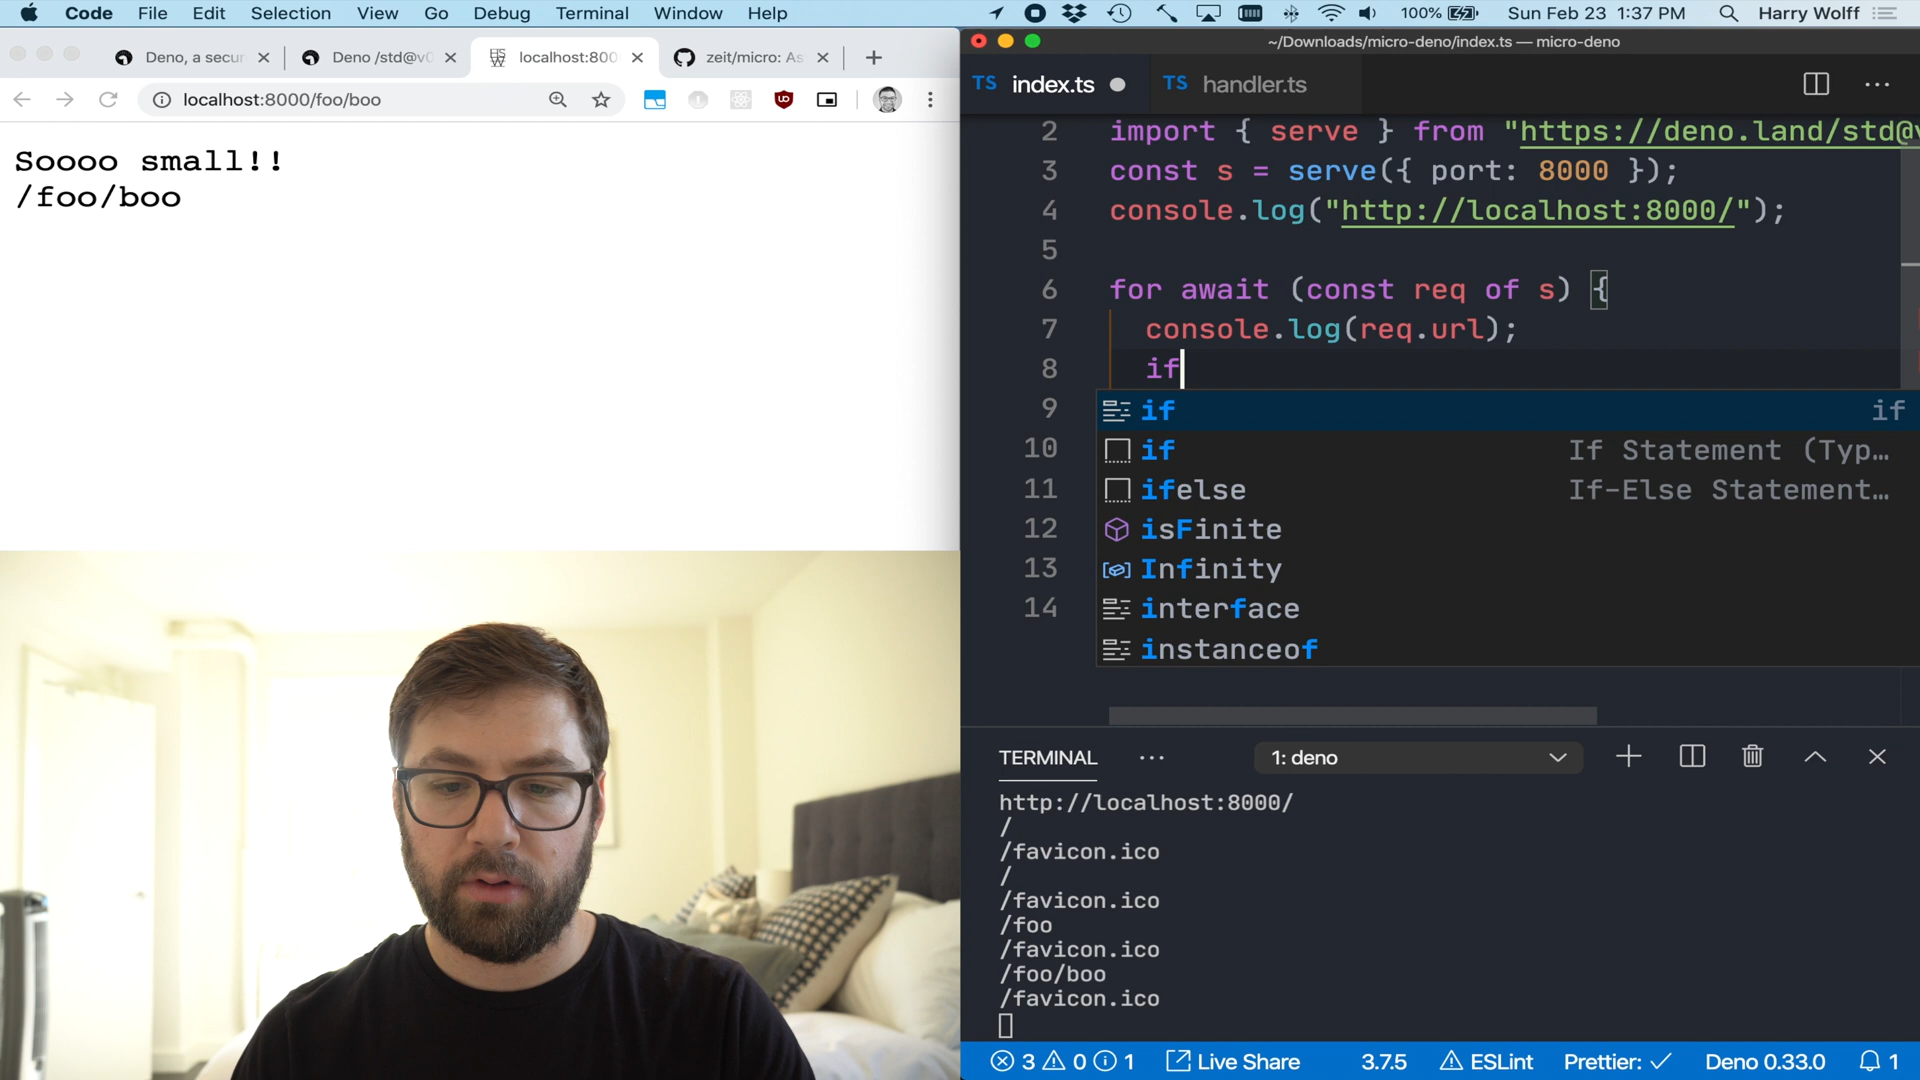 Code File Edit Selection View Go Debug Terminal Window Help 100% Sun Feb 23 1:37 PM Harry Wolff
Deno, a secur Deno /std@v0 localhost:800 zeit/micro: As
localhost:8000/foo/boo
Soooo small!!
/foo/boo
~/Downloads/micro-deno/index.ts — micro-deno
TS index.ts TS handler.ts
2 import { serve } from "https://deno.land/std@v
3 const s = serve({ port: 8000 });
4 console.log("http://localhost:8000/");
5
6 for await (const req of s) {
7 console.log(req.url);
8 if
9 if if
10 if If Statement (Typ…
11 ifelse If-Else Statement…
12 isFinite
13 Infinity
14 interface
instanceof
TERMINAL 1: deno
http://localhost:8000/
/
/favicon.ico
/
/favicon.ico
/foo
/favicon.ico
/foo/boo
/favicon.ico
3 0 1 Live Share 3.7.5 ESLint Prettier: Deno 0.33.0 1